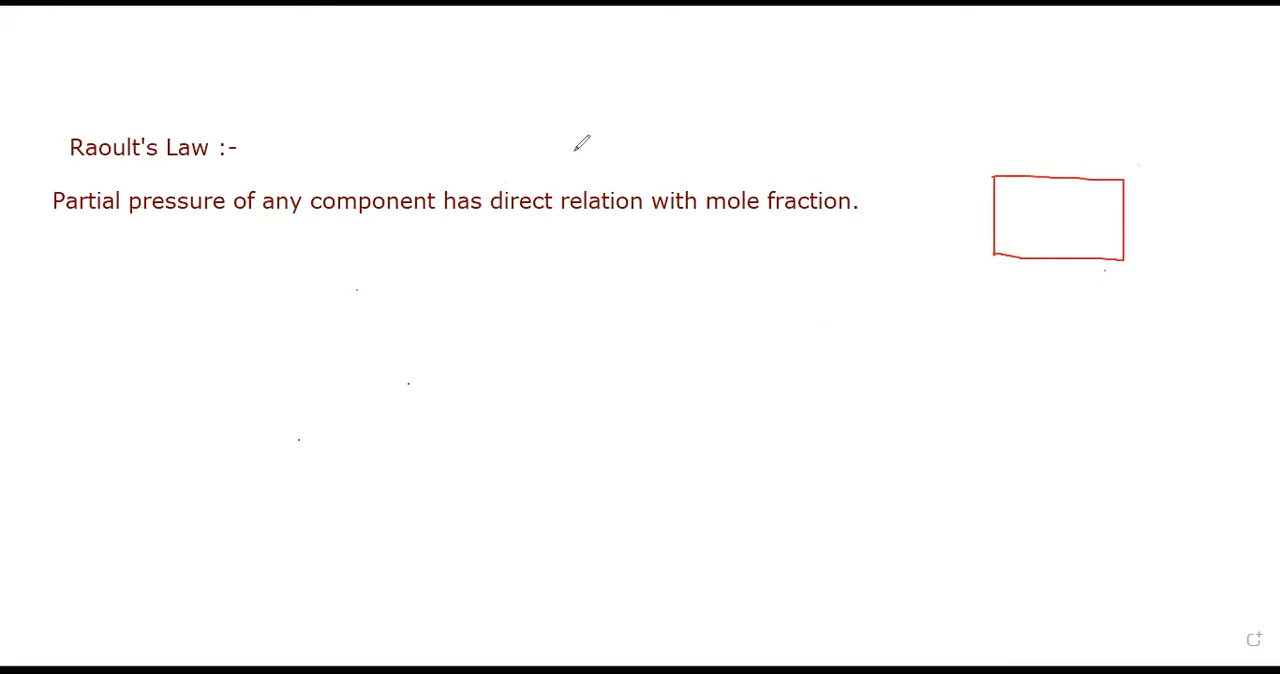 Raoult's Law :-
Partial pressure of any component has direct relation with mole fraction.